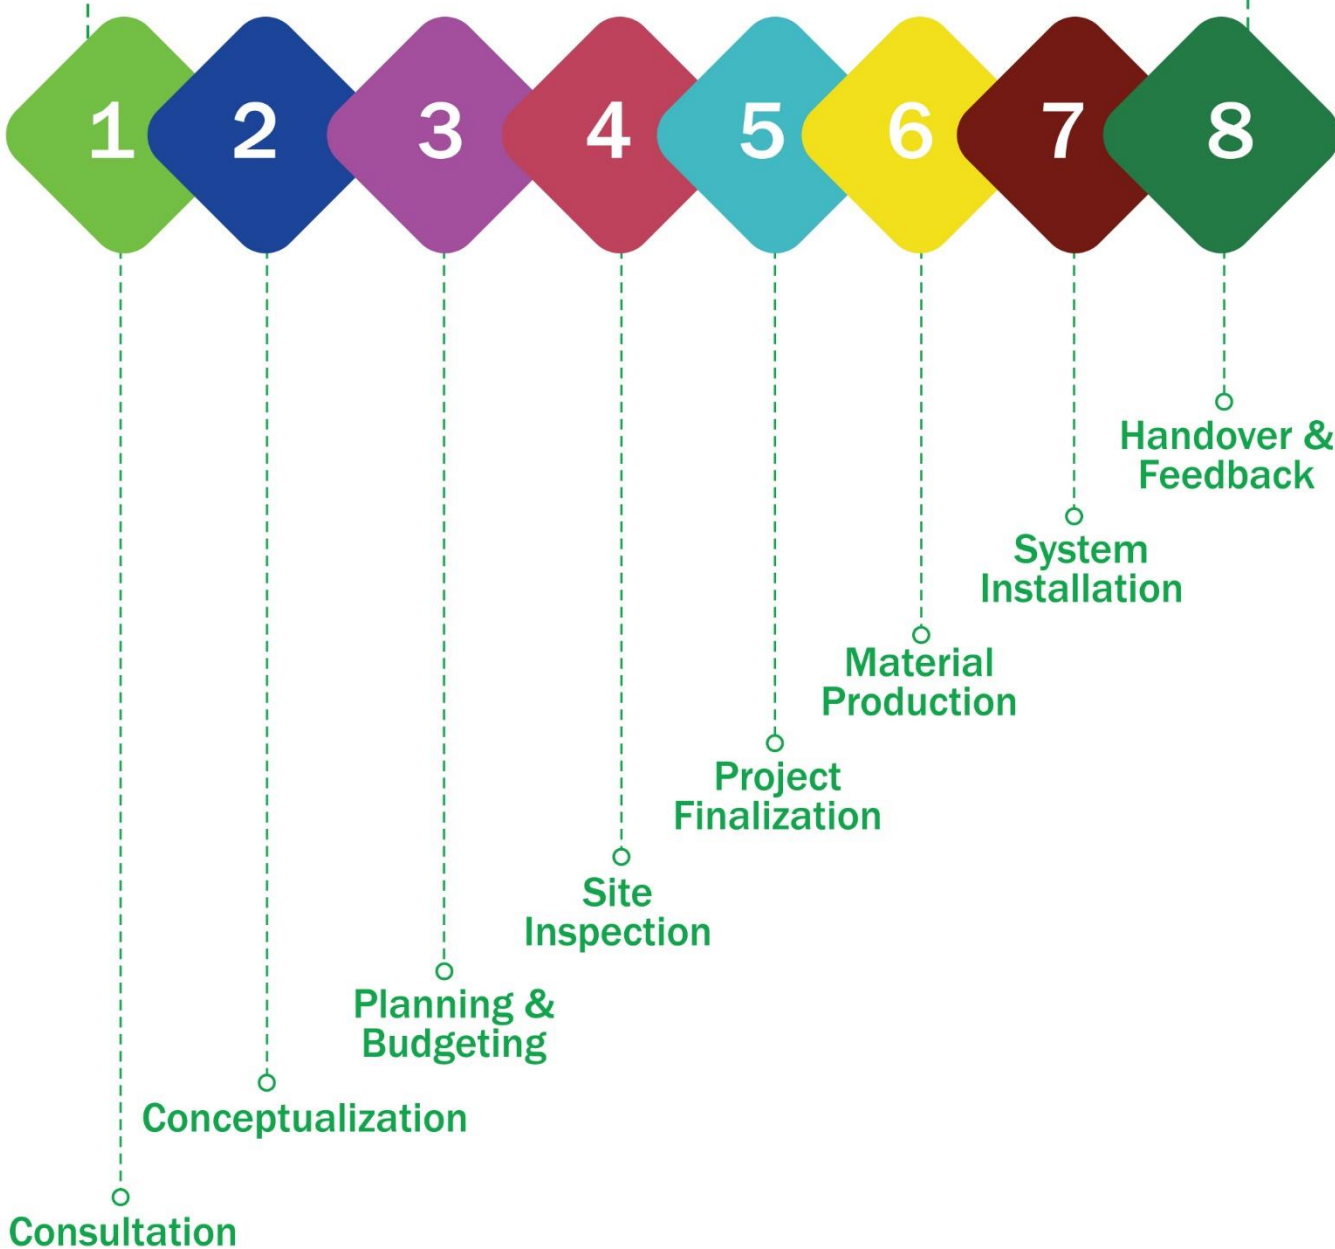 1
2
3
4
5
6
7
8
Handover &
Feedback
System
Installation
Material
Production
Project
Finalization
Site
Inspection
Planning &
Budgeting
Conceptualization
Consultation